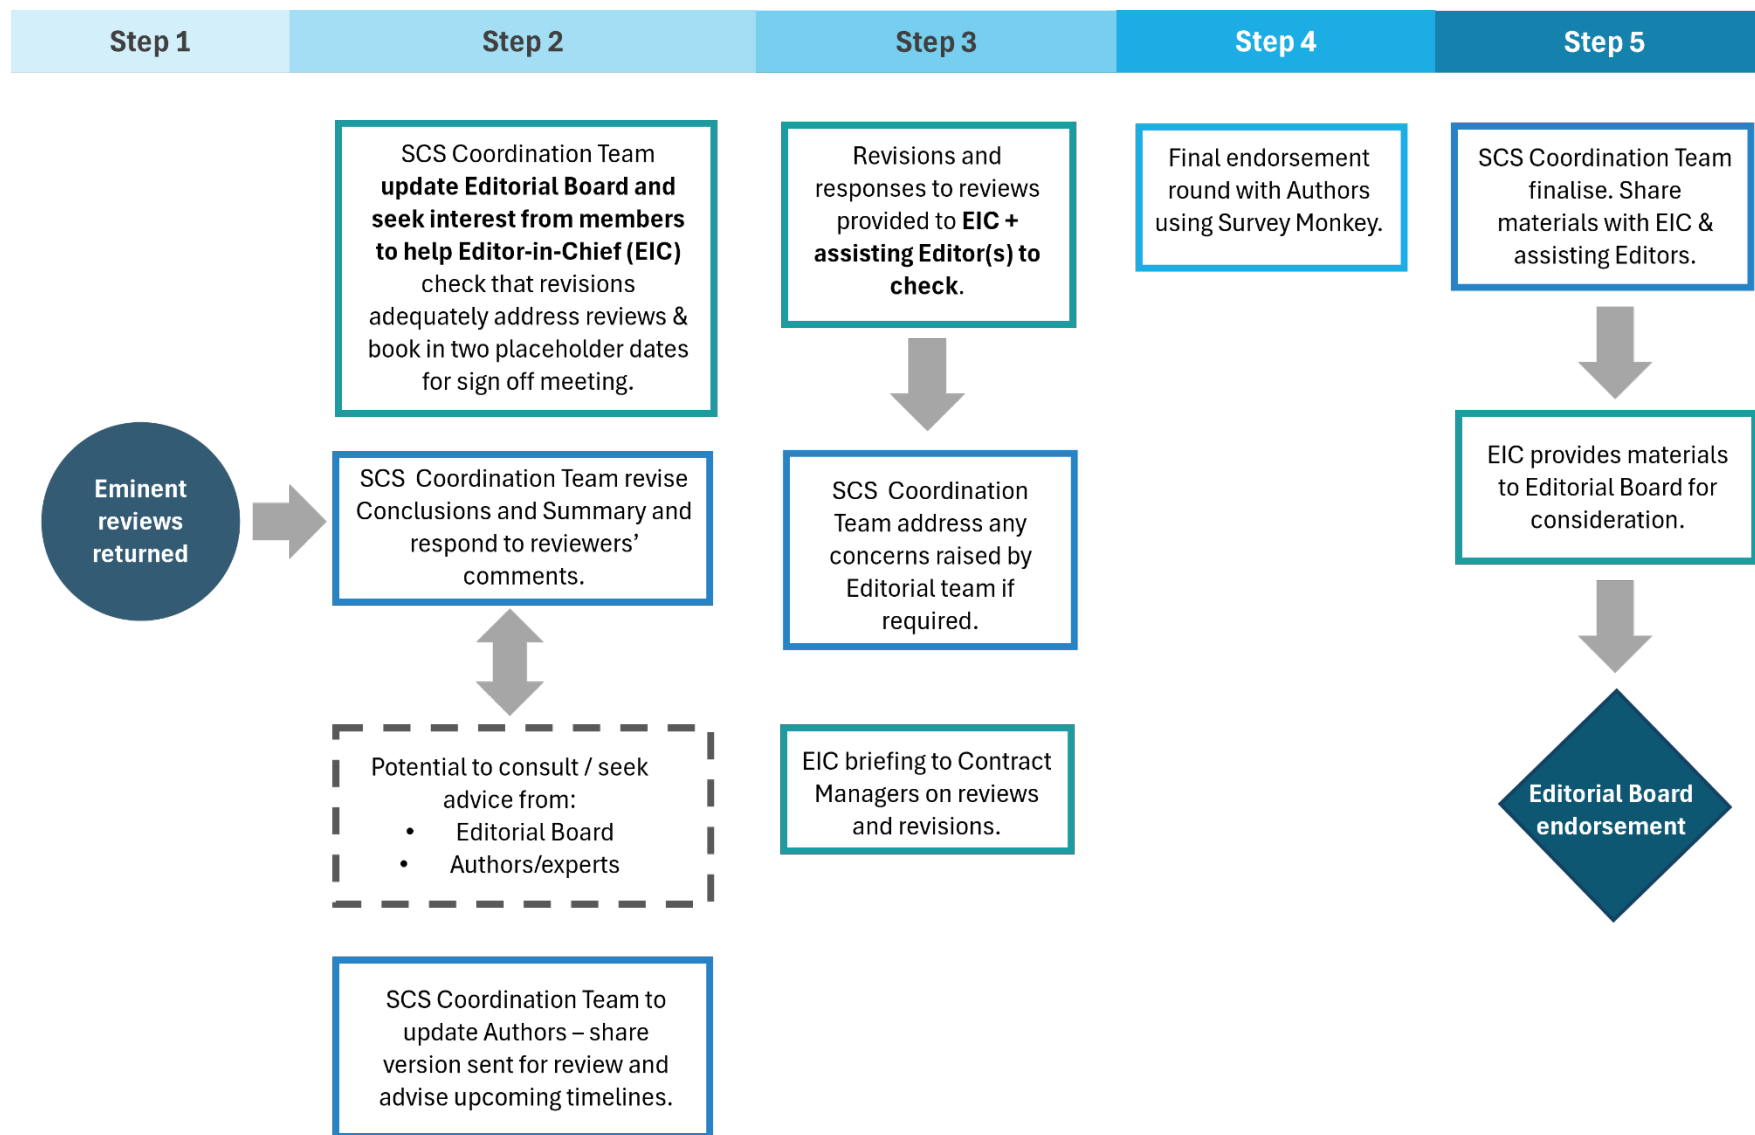 Step 1
Step 2
Step 3
Step 4
Step 5
Eminent
reviews
returned
SCS Coordination Team
update Editorial Board and
seek interest from members
to help Editor-in-Chief (EIC)
check that revisions
adequately address reviews &
book in two placeholder dates
for sign off meeting.
SCS  Coordination Team revise
Conclusions and Summary and
respond to reviewers’
comments.
Potential to consult / seek
advice from:
• Editorial Board
• Authors/experts
SCS Coordination Team to
update Authors – share
version sent for review and
advise upcoming timelines.
Revisions and
responses to reviews
provided to EIC +
assisting Editor(s) to
check.
SCS  Coordination
Team address any
concerns raised by
Editorial team if
required.
EIC briefing to Contract
Managers on reviews
and revisions.
Final endorsement
round with Authors
using Survey Monkey.
SCS Coordination Team
finalise. Share
materials with EIC &
assisting Editors.
EIC provides materials
to Editorial Board for
consideration.
Editorial Board
endorsement